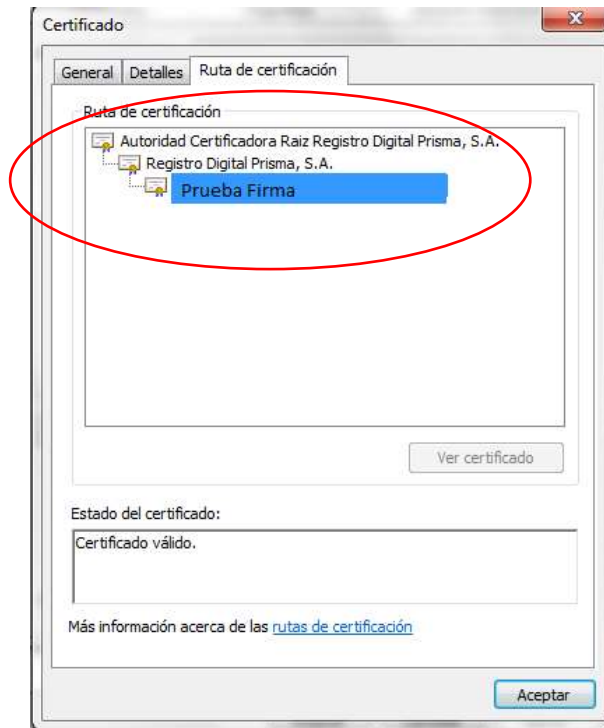 Certificado
General Detalles Ruta de certificación
Ruta de certificación
Autoridad Certificadora Raiz Registro Digital Prisma, S.A.
Registro Digital Prisma, S.A.
Prueba Firma
Ver certificado
Estado del certificado:
Certificado válido.
Más información acerca de las rutas de certificación
Aceptar